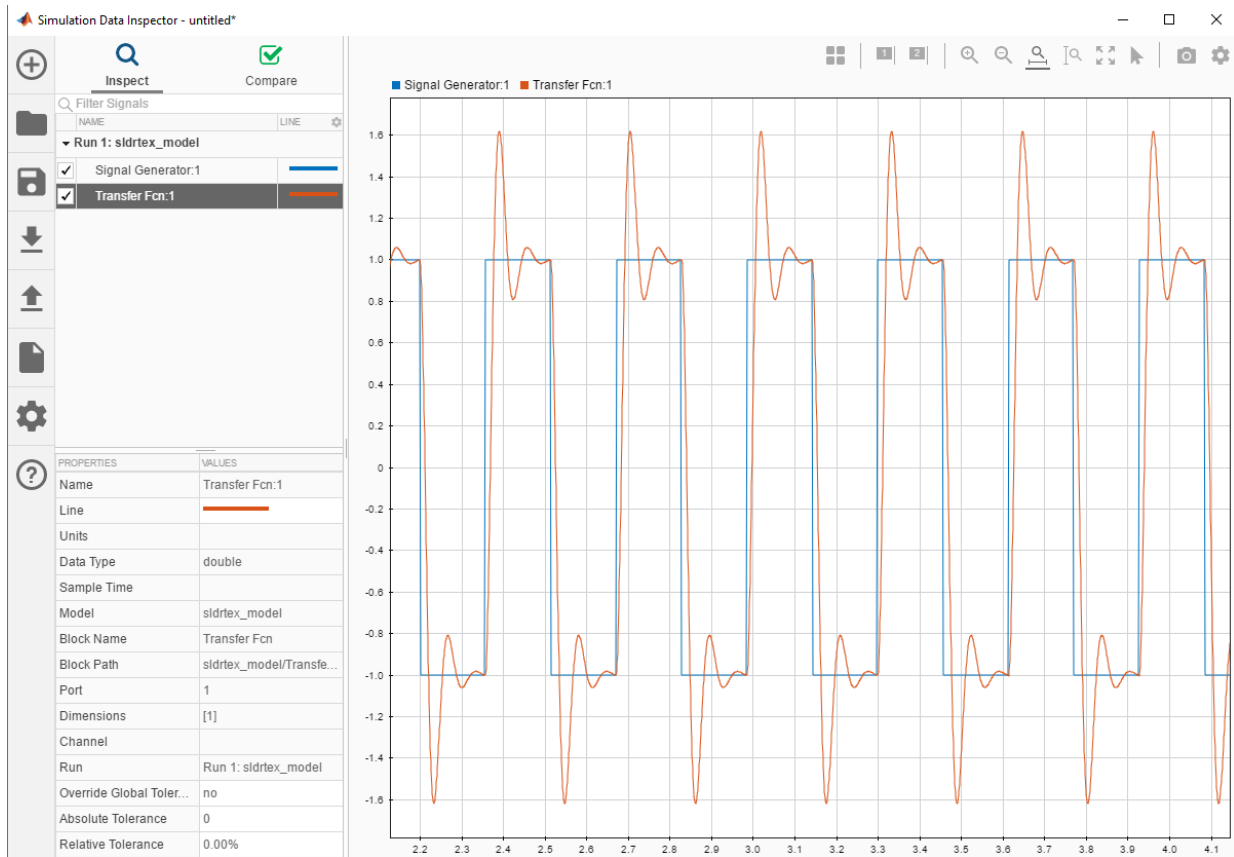 Simulation Data Inspector - untitled*
Inspect Compare
Filter Signals
NAME LINE
Run 1: sldrtex_model
Signal Generator:1
Transfer Fcn:1
PROPERTIES VALUES
Name Transfer Fcn:1
Line
Units
Data Type double
Sample Time
Model sldrtex_model
Block Name Transfer Fcn
Block Path sldrtex_model/Transfe...
Port 1
Dimensions [1]
Channel
Run Run 1: sldrtex_model
Override Global Toler... no
Absolute Tolerance 0
Relative Tolerance 0.00%
1 2
Signal Generator:1 Transfer Fcn:1
1.6
1.4
1.2
1.0
0.8
0.6
0.4
0.2
0
-0.2
-0.4
-0.6
-0.8
-1.0
-1.2
-1.4
-1.6
2.2 2.3 2.4 2.5 2.6 2.7 2.8 2.9 3.0 3.1 3.2 3.3 3.4 3.5 3.6 3.7 3.8 3.9 4.0 4.1